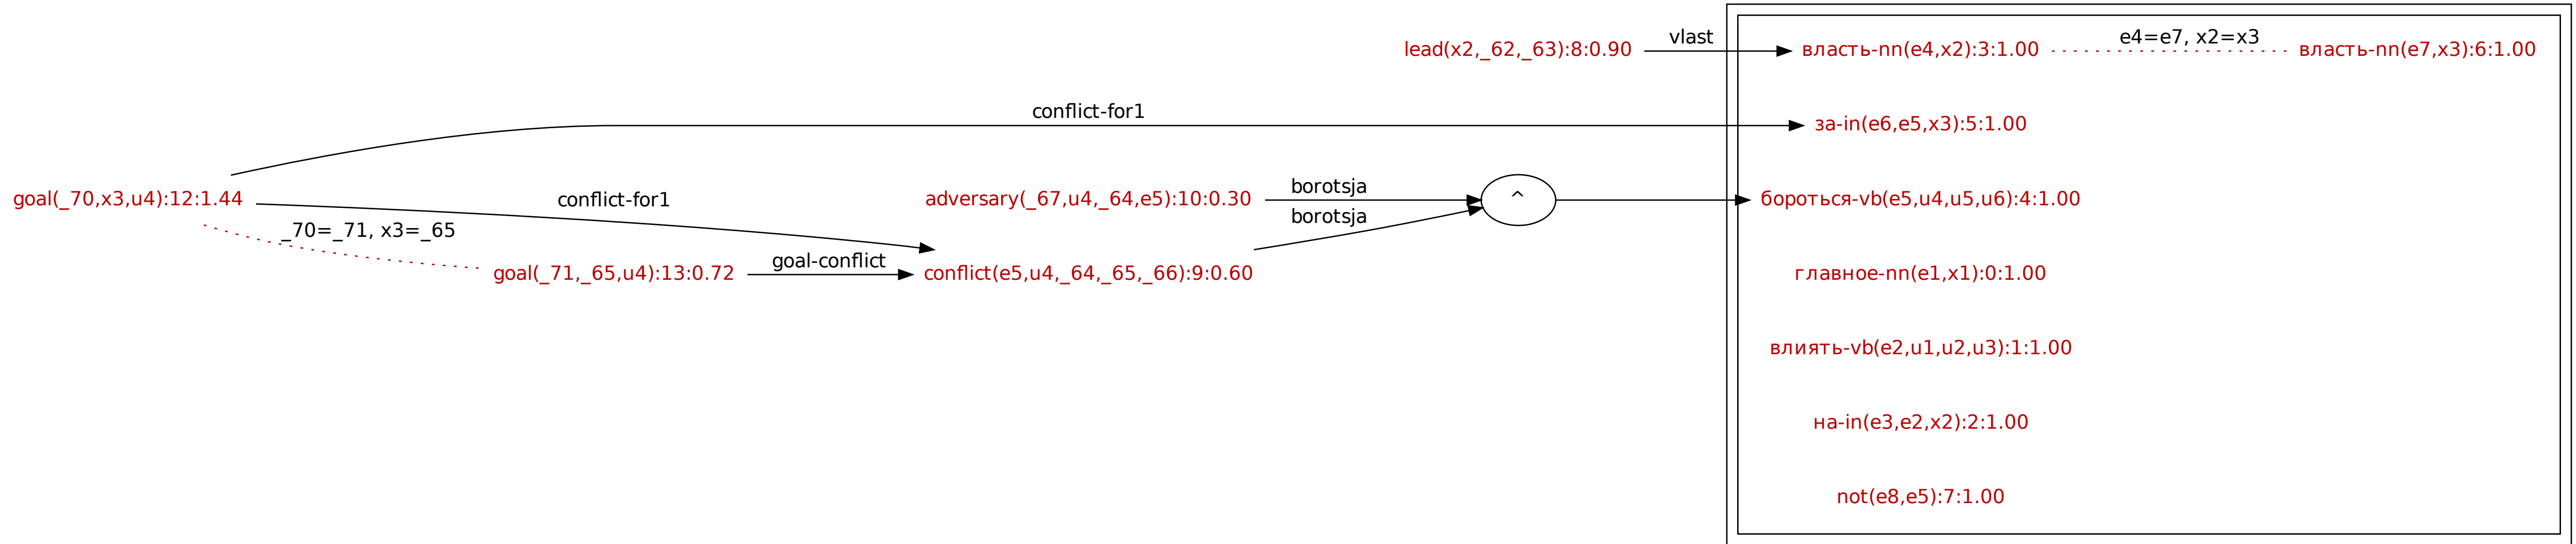 lead(x2,_62,_63):8:0.90
vlast
власть-nn(e4,x2):3:1.00
e4=e7, x2=x3
власть-nn(e7,x3):6:1.00
conflict-for1
за-in(e6,e5,x3):5:1.00
goal(_70,x3,u4):12:1.44
conflict-for1
adversary(_67,u4,_64,e5):10:0.30
borotsja
^
бороться-vb(e5,u4,u5,u6):4:1.00
borotsja
_70=_71, x3=_65
goal(_71,_65,u4):13:0.72
goal-conflict
conflict(e5,u4,_64,_65,_66):9:0.60
главное-nn(e1,x1):0:1.00
влиять-vb(e2,u1,u2,u3):1:1.00
на-in(e3,e2,x2):2:1.00
not(e8,e5):7:1.00